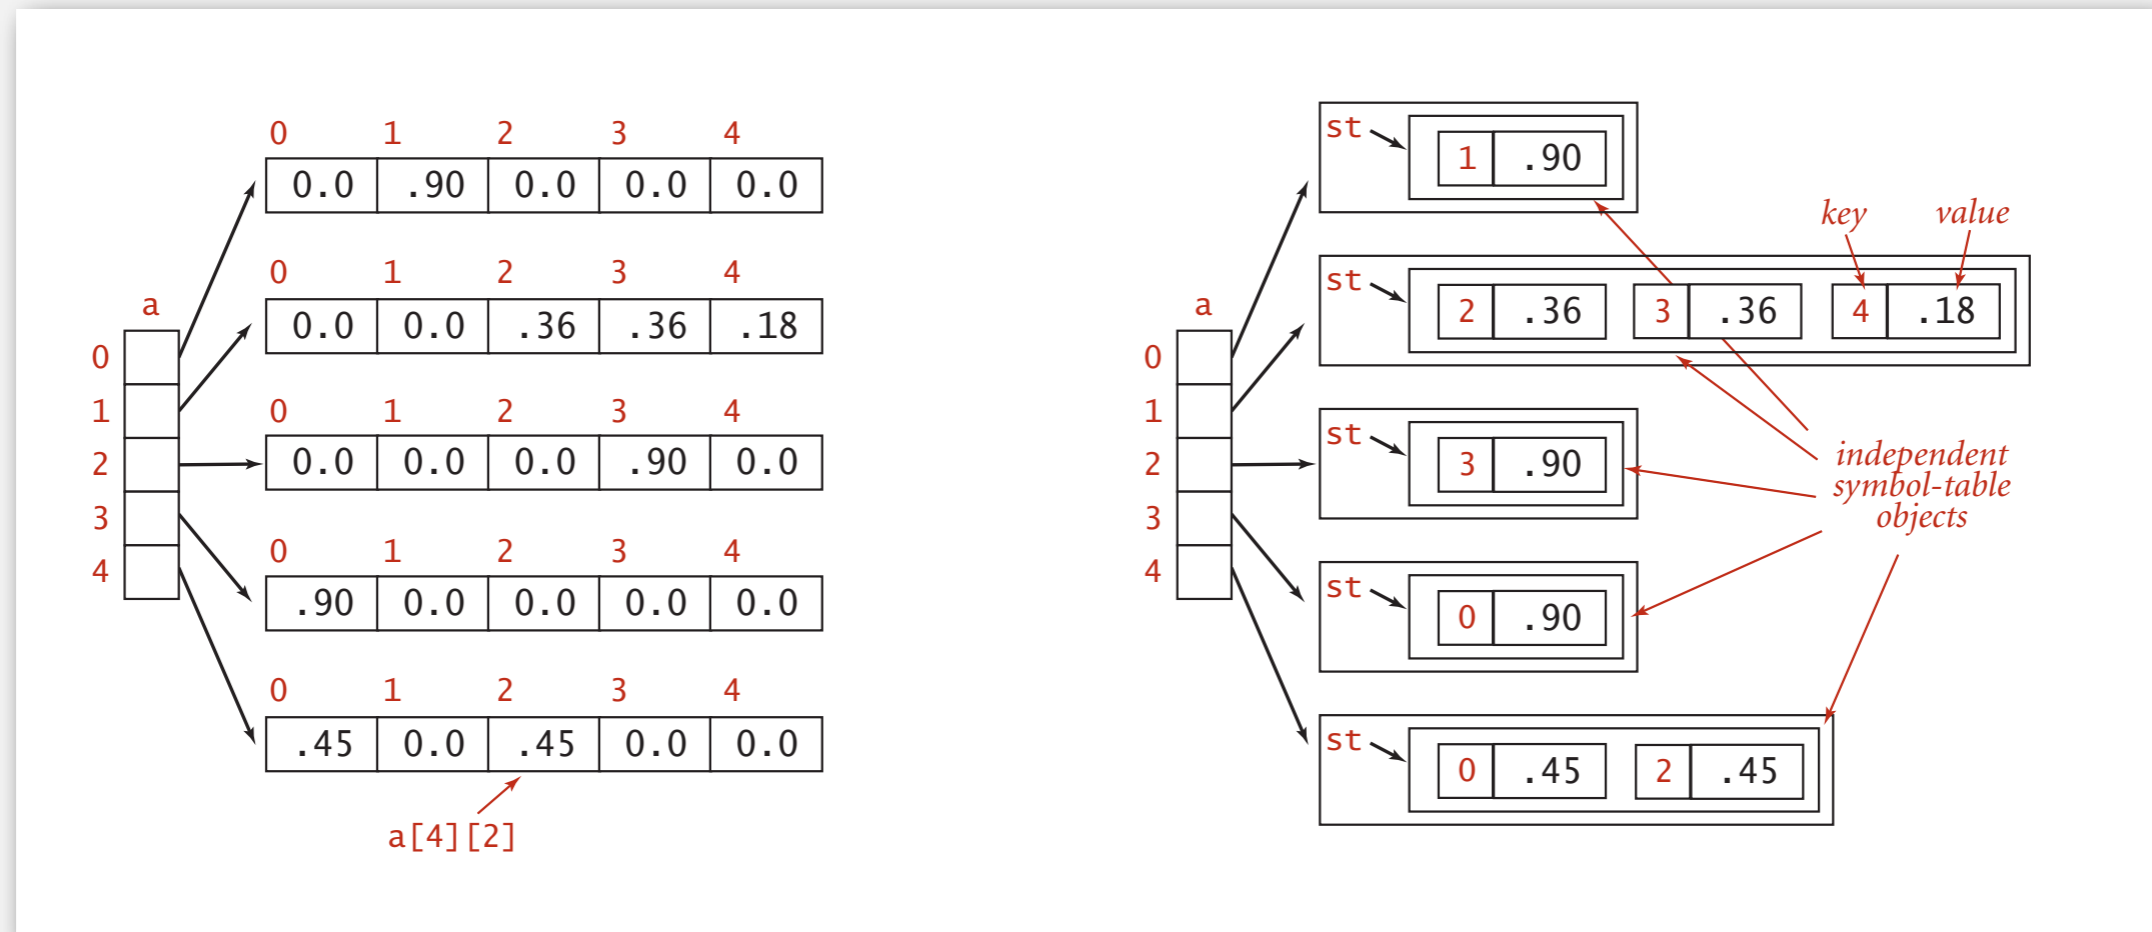 0 1 2 3 4
0.0 .90 0.0 0.0 0.0
0 1 2 3 4
0.0 0.0 .36 .36 .18
a
0
1
2
3
4
0 1 2 3 4
0.0 0.0 0.0 .90 0.0
0 1 2 3 4
.90 0.0 0.0 0.0 0.0
0 1 2 3 4
.45 0.0 .45 0.0 0.0
a[4][2]
st 1 .90
key value
st 2 .36 3 .36 4 .18
a
0
1
2
3
4
st 3 .90
independent
symbol-table
objects
st 0 .90
st 0 .45 2 .45